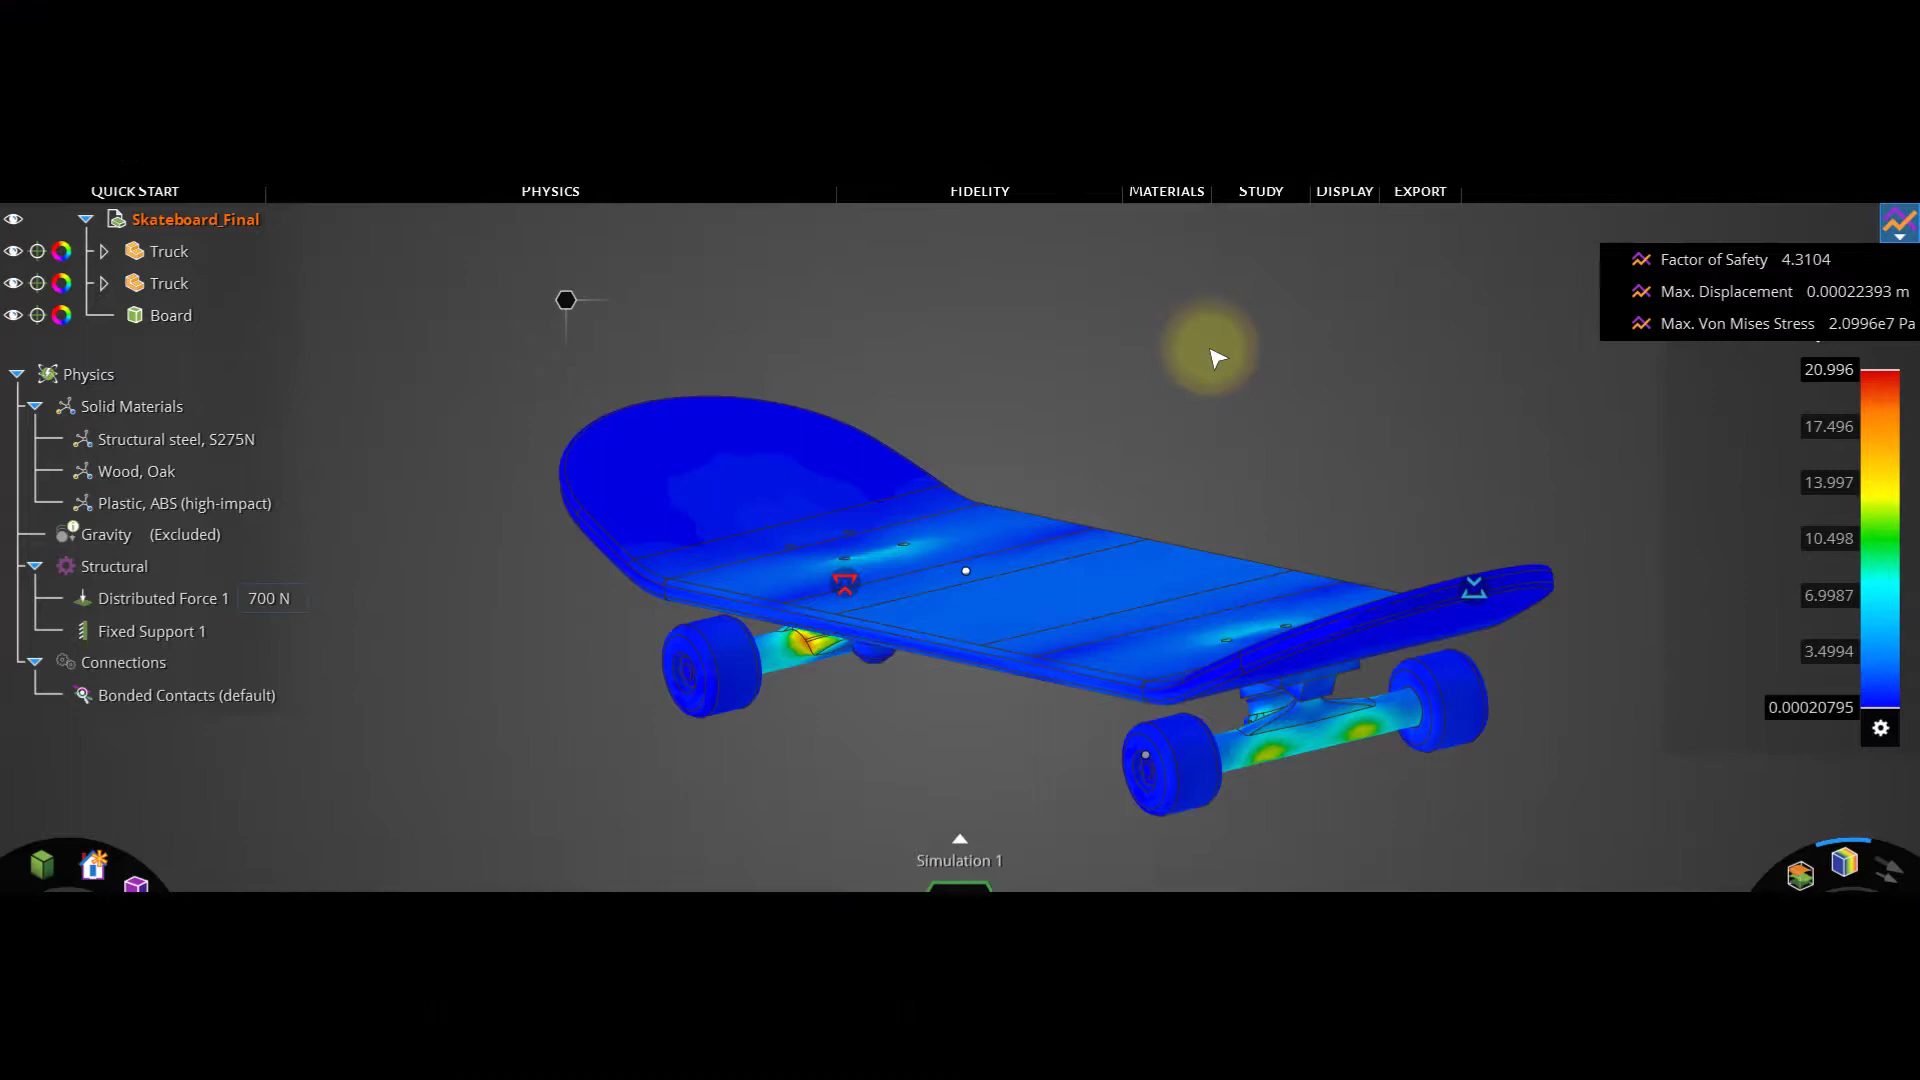 QUICK START
PHYSICS
FIDELITY
MATERIALS
STUDY
DISPLAY
EXPORT
Skateboard_Final
Truck
Truck
Board
Physics
Solid Materials
Structural steel, S275N
Wood, Oak
Plastic, ABS (high-impact)
Gravity (Excluded)
Structural
Distributed Force 1 700 N
Fixed Support 1
Connections
Bonded Contacts (default)
Factor of Safety 4.3104
Max. Displacement 0.00022393 m
Max. Von Mises Stress 2.0996e7 Pa
20.996
17.496
13.997
10.498
6.9987
3.4994
0.00020795
Simulation 1